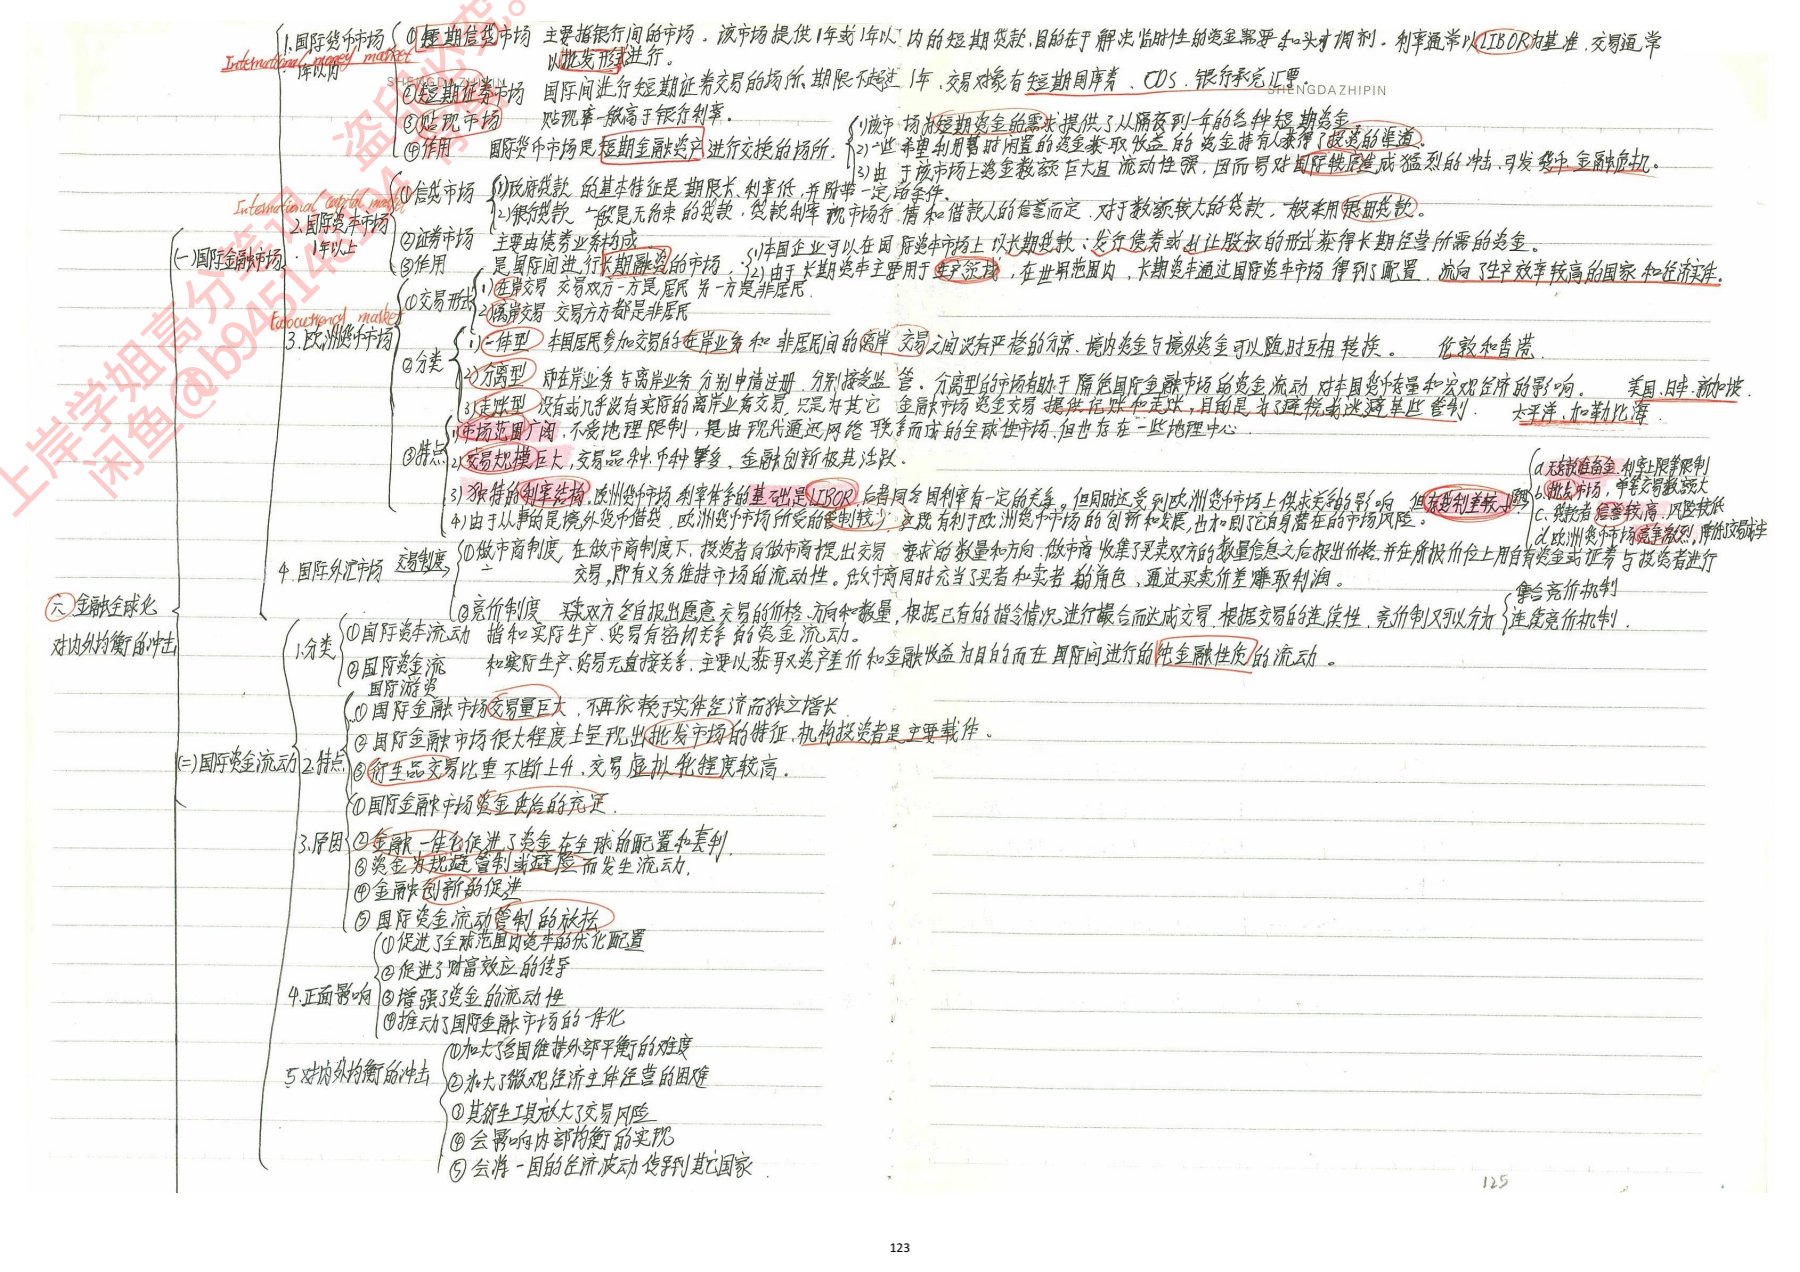 六 金融全球化
对内外均衡的冲击
(一)国际金融市场
1.国际货币市场
International money market
1年以内
①短期信贷市场 主要指银行间的市场。该市场提供1年或1年以内的短期贷款,目的在于解决临时性的资金需要和头寸调剂。利率通常以LIBOR为基准,交易通常
以批发形式进行。
SHENGDAZHIPIN
②短期证券市场 国际间进行短期证券交易的场所、期限不超过1年、交易对象有短期国库券、CDS、银行承兑汇票。
SHENGDAZHIPIN
③贴现市场 贴现率一般高于银行利率。
④作用 国际货币市场是短期金融资产进行交换的场所.
1)该市场为短期资金的需求提供了从隔夜到一年的各种短期资金
2)一些希望利用暂时闲置的资金获取收益的资金持有人获得了投资的渠道。
3)由于该市场上资金数额巨大且流动性强,因而易对国际秩序造成猛烈的冲击,引发货币金融危机。
International capital market
2.国际资本市场
1年以上
①信贷市场
1)政府贷款 的基本特征是期限长、利率低,并附带一定的条件。
2)银行贷款 一般是无约束的贷款,贷款利率视市场行情和借款人的信誉而定,对于数额较大的贷款,一般采用银团贷款。
②证券市场 主要由债券业务构成
③作用 是国际间进行长期融资的市场.
1)本国企业可以在国际资本市场上以长期贷款:发行债券或出让股权的形式获得长期经营所需的资金。
2)由于长期资本主要用于生产领域,在世界范围内,长期资本通过国际资本市场得到了配置,流向了生产效率较高的国家和经济实体。
3.欧洲货币市场
①交易形式
1)在岸交易 交易双方一方是居民 另一方是非居民.
2)离岸交易 交易方方都是非居民
②分类
1)一体型 本国居民参加交易的在岸业务和非居民间的离岸交易之间没有严格的分离、境内资金与境外资金可以随时互相转换。 伦敦和香港
2)分离型 即在岸业务与离岸业务分别申请注册,分别接受监管。分离型的市场有助于隔绝国际金融市场的资金流动对本国货币存量和宏观经济的影响。 美国、日本、新加坡.
3)走账型 没有或几乎没有实际的离岸业务交易,只是为其它金融市场资金交易提供记账和走账,目的是为了避税或逃避某些管制. 太平洋、加勒比海
③特点
1)市场范围广阔,不受地理限制,是由现代通迅网络联系而成的全球性市场,但也存在一些地理中心.
2)交易规模巨大,交易品种、币种繁多、金融创新极其活跃.
3)独特的利率结构.欧洲货币市场利率体系的基础是LIBOR,后者同各国利率有一定的关系,但同时还受到欧洲货币市场上供求关系的影响 但存贷利差较小
a.无存款准备金.利率上限等限制
b.批发市场,单笔交易数额大
c.贷款者信誉较高.风险较低
d.欧洲货币市场竞争激烈,降低交易成本
4)由于从事的是境外货币借贷,欧洲货币市场所受的管制较少,这既有利于欧洲货币市场的创新和发展,也加剧了它自身潜在的市场风险。
4.国际外汇市场 交易制度
①做市商制度,在做市商制度下,投资者向做市商提出交易要求的数量和方向,做市商收集了买卖双方的数量信息之后报出价格,并在所报价位上用自有资金或证券与投资者进行
交易,即有义务维持市场的流动性。做市商同时充当了买者和卖者的角色,通过买卖价差赚取利润。
②竞价制度 买卖双方各自报出愿意交易的价格、方向和数量,根据已有的指令情况,进行撮合而达成交易.根据交易的连续性,竞价制又可以分为
集合竞价机制
连续竞价机制.
(二)国际资金流动
1.分类
①国际资本流动 指和实际生产、贸易有密切关系的资金流动。
②国际资金流 和实际生产、贸易无直接关系,主要以获取资产差价和金融收益为目的而在国际间进行的纯金融性质的流动。
国际游资
2.特点
①国际金融市场交易量巨大,不再依赖于实体经济而独立增长
②国际金融市场很大程度上呈现出批发市场的特征,机构投资者是主要载体。
③衍生品交易比重不断上升,交易虚拟化程度较高。
3.原因
①国际金融市场资金供给的充足.
②金融一体化促进了资金在全球的配置和套利.
③资金为规避管制或避险而发生流动.
④金融创新的促进
⑤国际资金流动管制的放松
4.正面影响
①促进了全球范围内资本的优化配置
②促进了财富效应的传导
③增强了资金的流动性
④推动了国际金融市场的一体化
5.对内外均衡的冲击
①加大了各国维持外部平衡的难度
②加大了微观经济主体经营的困难
③其衍生工具放大了交易风险
④会影响内部均衡的实现
⑤会将一国的经济波动传导到其它国家
上岸学姐高分笔记,盗印必究。
闲鱼@b9451485104
125
123